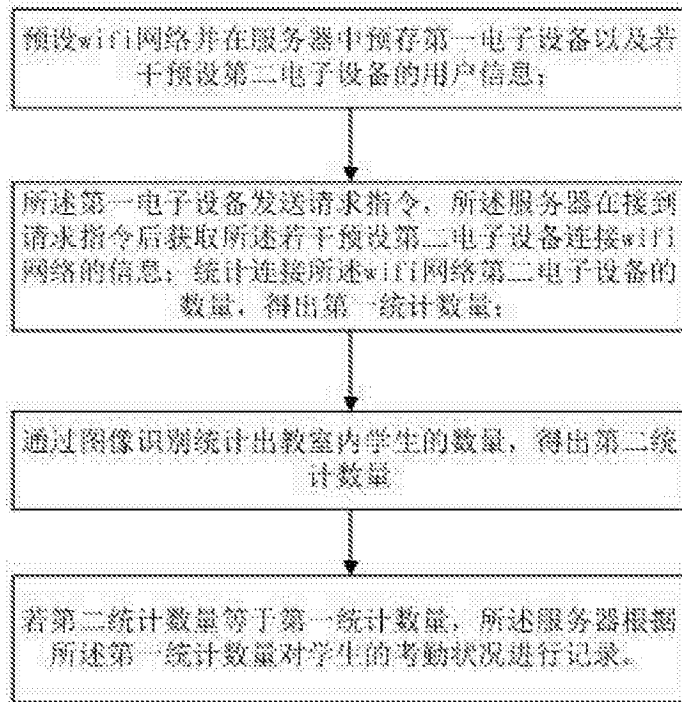 预设wifi网络并在服务器中预存第一电子设备以及若
干预设第二电子设备的用户信息;
所述第一电子设备发送请求指令, 所述服务器在接到
请求指令后获取所述若干预设第二电子设备连接wifi
网络的信息; 统计连接所述wifi网络第二电子设备的
数量, 得出第一统计数量;
通过图像识别统计出教室内学生的数量, 得出第二统
计数量
若第二统计数量等于第一统计数量, 所述服务器根据
所述第一统计数量对学生的考勤状况进行记录。